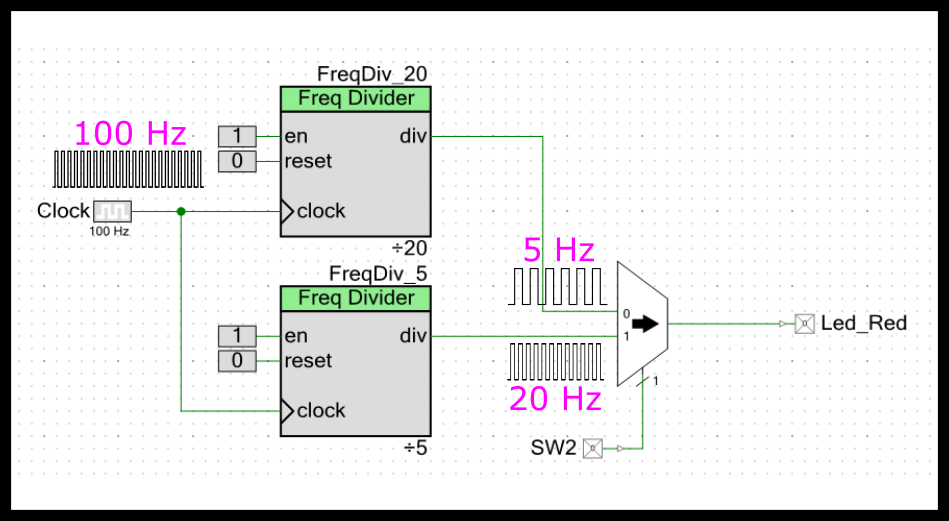 FreqDiv_20
Freq Divider
100 Hz
1 en div
0 reset
Clock
clock
100 Hz
÷20
5 Hz
FreqDiv_5
Freq Divider
0
Led_Red
1 en div
1
0 reset
1
20 Hz
clock
÷5
SW2